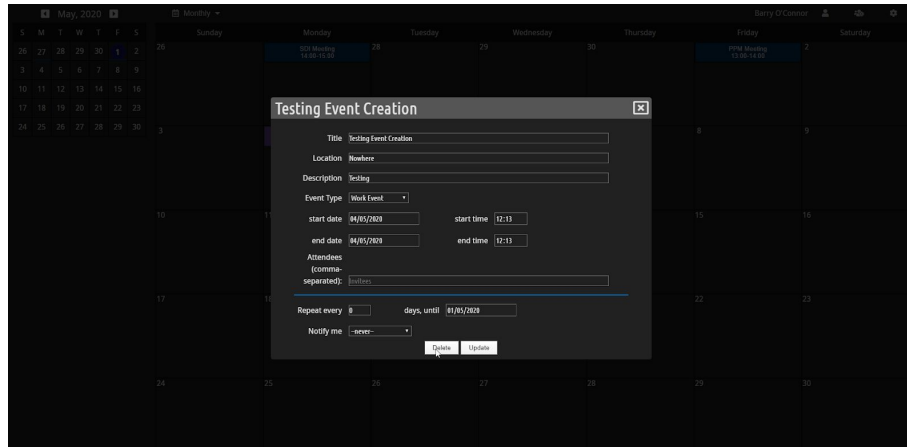 May, 2020 Monthly Barry O'Connor
S M T W T F S Sunday Monday Tuesday Wednesday Thursday Friday Saturday
26 27 28 29 30 1 2 26 SDI Meeting 28 29 30 PPM Meeting 2
14:00-15:00 13:00-14:00
3 4 5 6 7 8 9
10 11 12 13 14 15 16
17 18 19 20 21 22 23
24 25 26 27 28 29 30 3 8 9
Testing Event Creation
Title Testing Event Creation
Location Nowhere
Description Testing
Event Type Work Event
10 11 15 16
start date 04/05/2020 start time 12:13
end date 04/05/2020 end time 12:13
Attendees
(comma-
separated): Invitees
17 22 23
Repeat every 0 days, until 01/05/2020
Notify me --never--
Delete Update
24 25 26 27 28 29 30